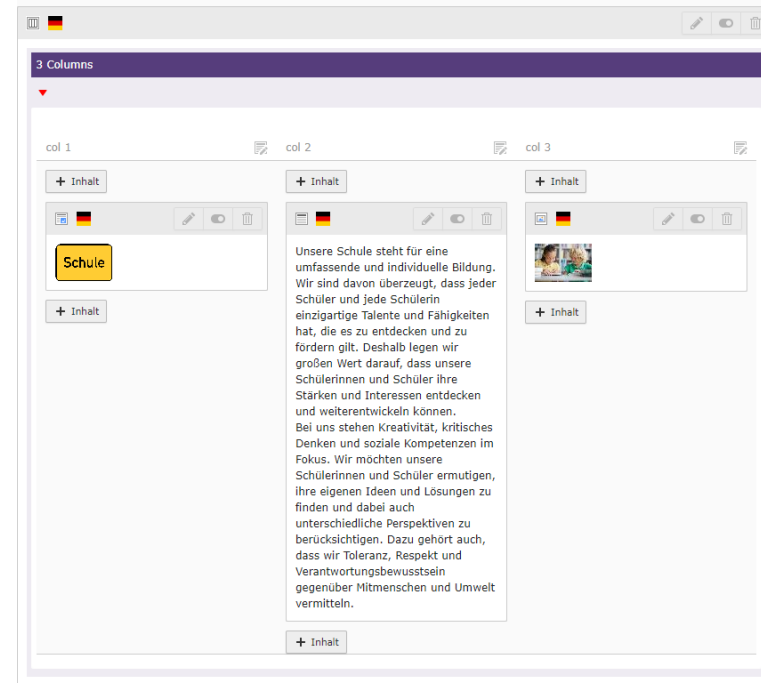 3 Columns
col 1
col 2
col 3
+ Inhalt
+ Inhalt
+ Inhalt
Schule
+ Inhalt
Unsere Schule steht für eine
umfassende und individuelle Bildung.
Wir sind davon überzeugt, dass jeder
Schüler und jede Schülerin
einzigartige Talente und Fähigkeiten
hat, die es zu entdecken und zu
fördern gilt. Deshalb legen wir
großen Wert darauf, dass unsere
Schülerinnen und Schüler ihre
Stärken und Interessen entdecken
und weiterentwickeln können.
Bei uns stehen Kreativität, kritisches
Denken und soziale Kompetenzen im
Fokus. Wir möchten unsere
Schülerinnen und Schüler ermutigen,
ihre eigenen Ideen und Lösungen zu
finden und dabei auch
unterschiedliche Perspektiven zu
berücksichtigen. Dazu gehört auch,
dass wir Toleranz, Respekt und
Verantwortungsbewusstsein
gegenüber Mitmenschen und Umwelt
vermitteln.
+ Inhalt
+ Inhalt